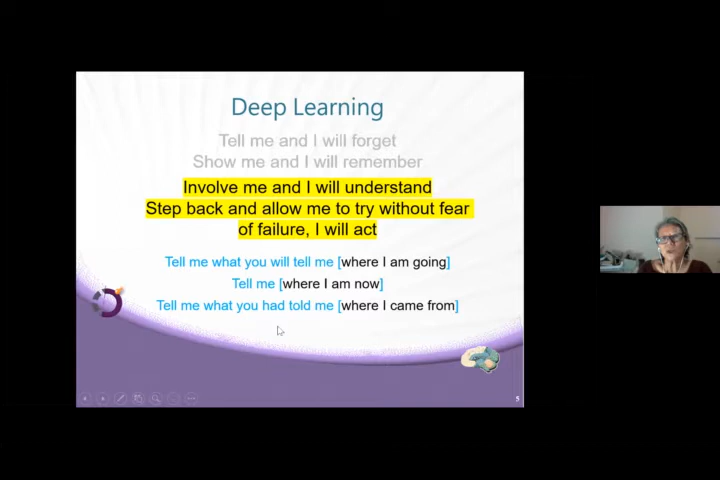 Deep Learning
Tell me and I will forget
Show me and I will remember
Involve me and I will understand
Step back and allow me to try without fear
of failure, I will act
Tell me what you will tell me [where I am going]
Tell me [where I am now]
Tell me what you had told me [where I came from]
5